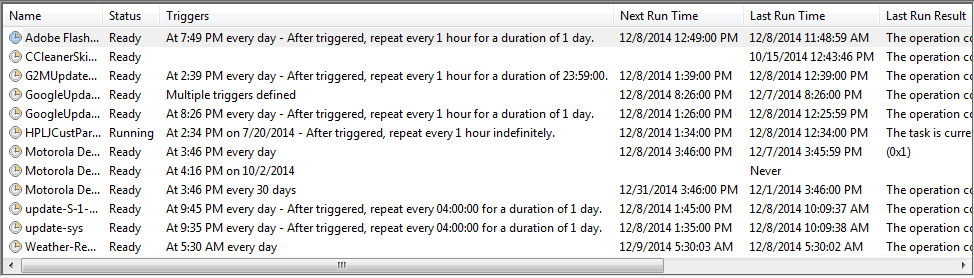 Name Status Triggers Next Run Time Last Run Time Last Run Result
Adobe Flash... Ready At 7:49 PM every day - After triggered, repeat every 1 hour for a duration of 1 day. 12/8/2014 12:49:00 PM 12/8/2014 11:48:59 AM The operation co
CCleanerSki... Ready 10/15/2014 12:43:46 PM The operation co
G2MUpdate... Ready At 2:39 PM every day - After triggered, repeat every 1 hour for a duration of 23:59:00. 12/8/2014 1:39:00 PM 12/8/2014 12:39:00 PM The operation co
GoogleUpda... Ready Multiple triggers defined 12/8/2014 8:26:00 PM 12/7/2014 8:26:00 PM The operation co
GoogleUpda... Ready At 8:26 PM every day - After triggered, repeat every 1 hour for a duration of 1 day. 12/8/2014 1:26:00 PM 12/8/2014 12:25:59 PM The operation co
HPLJCustPar... Running At 2:34 PM on 7/20/2014 - After triggered, repeat every 1 hour indefinitely. 12/8/2014 1:34:00 PM 12/8/2014 12:34:00 PM The task is curre
Motorola De... Ready At 3:46 PM every day 12/8/2014 3:46:00 PM 12/7/2014 3:45:59 PM (0x1)
Motorola De... Ready At 4:16 PM on 10/2/2014 Never
Motorola De... Ready At 3:46 PM every 30 days 12/31/2014 3:46:00 PM 12/1/2014 3:46:00 PM The operation co
update-S-1-... Ready At 9:45 PM every day - After triggered, repeat every 04:00:00 for a duration of 1 day. 12/8/2014 1:45:00 PM 12/8/2014 10:09:37 AM The operation co
update-sys Ready At 9:35 PM every day - After triggered, repeat every 04:00:00 for a duration of 1 day. 12/8/2014 1:35:00 PM 12/8/2014 10:09:38 AM The operation co
Weather-Re... Ready At 5:30 AM every day 12/9/2014 5:30:03 AM 12/8/2014 5:30:02 AM The operation co